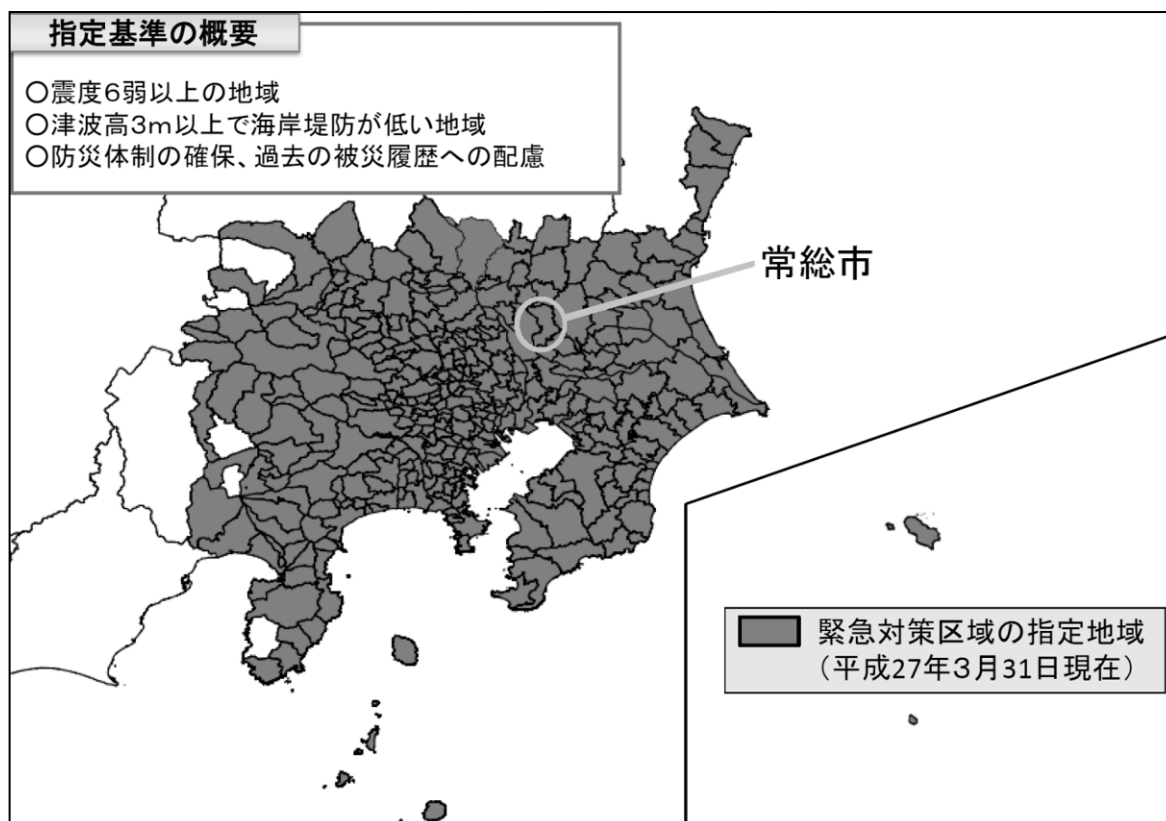 指定基準の概要
○震度6弱以上の地域
○津波高3m以上で海岸堤防が低い地域
○防災体制の確保、過去の被災履歴への配慮
常総市
緊急対策区域の指定地域
（平成27年3月31日現在）